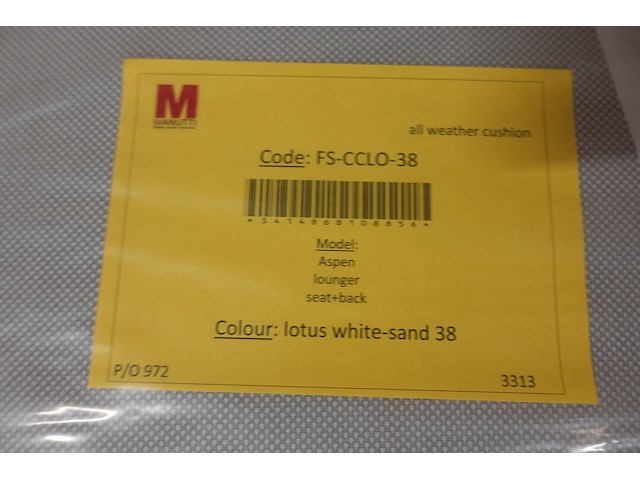 M
MANUTTI
all weather cushion
Code: FS-CCLO-38
*5414868108856*
Model:
Aspen
lounger
seat+back
Colour: lotus white-sand 38
P/O 972
3313